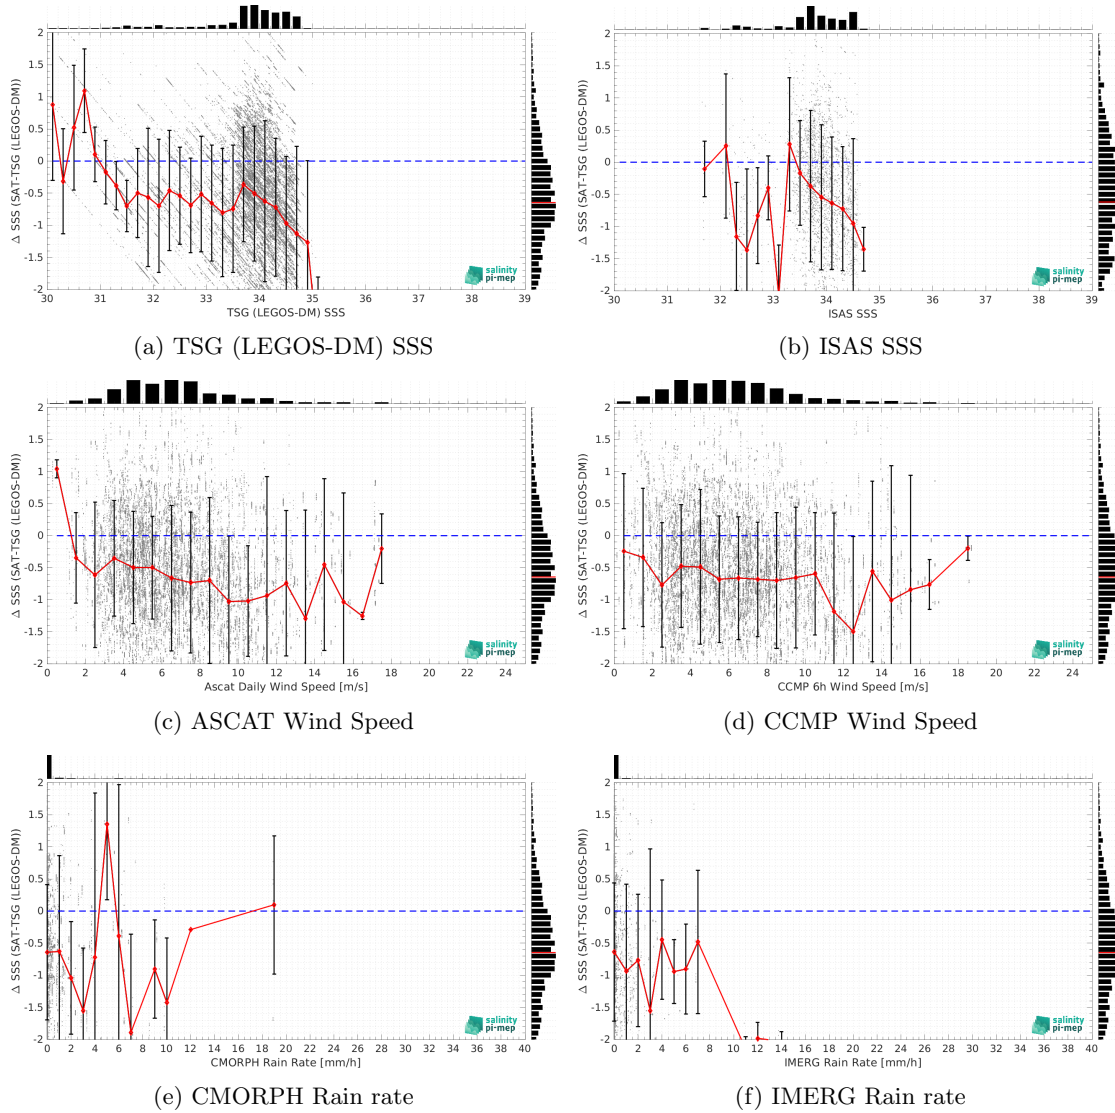 Δ SSS (SAT-TSG (LEGOS-DM))
2
1.5
1
0.5
0
-0.5
-1
-1.5
-2
30 31 32 33 34 35 36 37 38 39
TSG (LEGOS-DM) SSS
salinity
pi-mep
(a) TSG (LEGOS-DM) SSS
Δ SSS (SAT-TSG (LEGOS-DM))
2
1.5
1
0.5
0
-0.5
-1
-1.5
-2
30 31 32 33 34 35 36 37 38 39
ISAS SSS
salinity
pi-mep
(b) ISAS SSS
Δ SSS (SAT-TSG (LEGOS-DM))
2
1.5
1
0.5
0
-0.5
-1
-1.5
-2
0 2 4 6 8 10 12 14 16 18 20 22 24
Ascat Daily Wind Speed [m/s]
salinity
pi-mep
(c) ASCAT Wind Speed
Δ SSS (SAT-TSG (LEGOS-DM))
2
1.5
1
0.5
0
-0.5
-1
-1.5
-2
0 2 4 6 8 10 12 14 16 18 20 22 24
CCMP 6h Wind Speed [m/s]
salinity
pi-mep
(d) CCMP Wind Speed
Δ SSS (SAT-TSG (LEGOS-DM))
2
1.5
1
0.5
0
-0.5
-1
-1.5
-2
0 2 4 6 8 10 12 14 16 18 20 22 24 26 28 30 32 34 36 38 40
CMORPH Rain Rate [mm/h]
salinity
pi-mep
(e) CMORPH Rain rate
Δ SSS (SAT-TSG (LEGOS-DM))
2
1.5
1
0.5
0
-0.5
-1
-1.5
-2
0 2 4 6 8 10 12 14 16 18 20 22 24 26 28 30 32 34 36 38 40
IMERG Rain Rate [mm/h]
salinity
pi-mep
(f) IMERG Rain rate